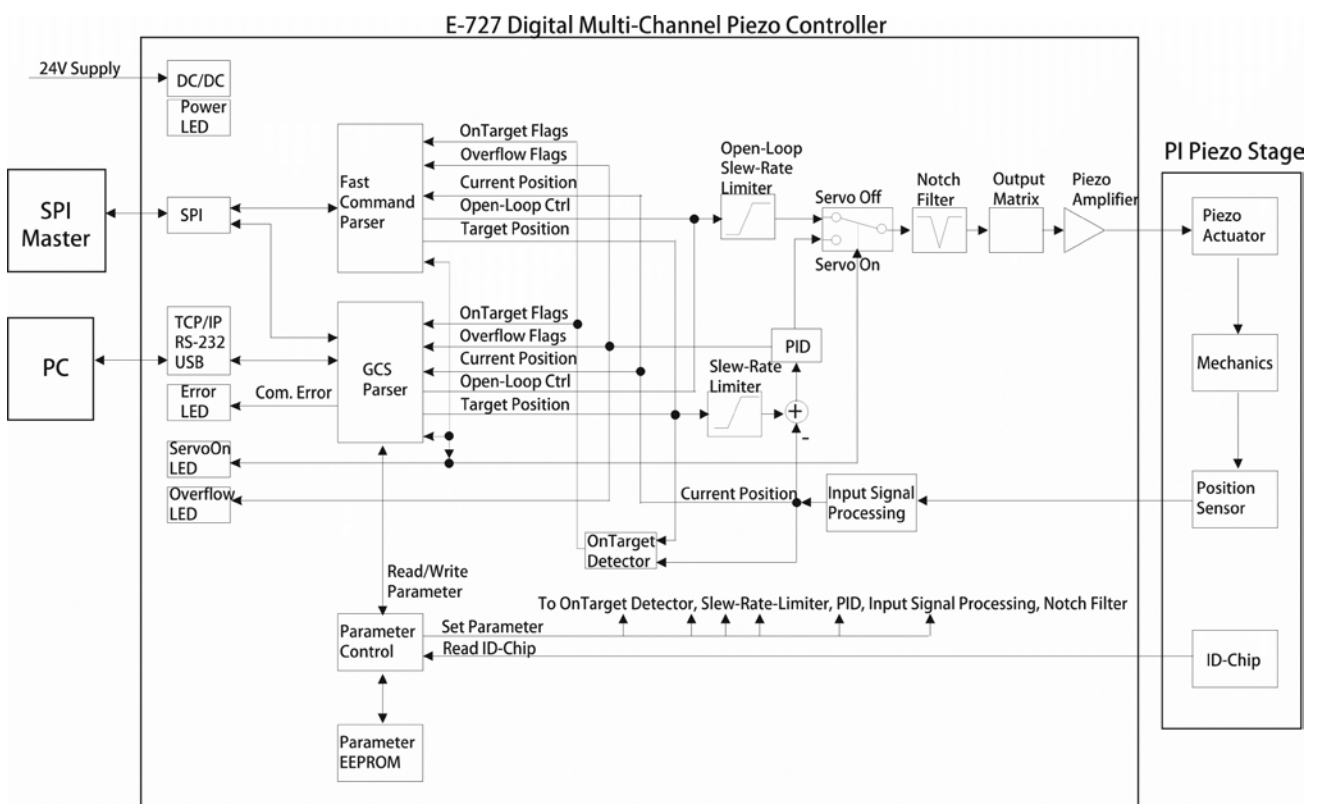 E-727 Digital Multi-Channel Piezo Controller
24V Supply
DC/DC
Power
LED
SPI
Master
SPI
Fast
Command
Parser
OnTarget Flags
Overflow Flags
Current Position
Open-Loop Ctrl
Target Position
Open-Loop
Slew-Rate
Limiter
Servo Off
Servo On
Notch
Filter
Output
Matrix
Piezo
Amplifier
PI Piezo Stage
Piezo
Actuator
PC
TCP/IP
RS-232
USB
Error
LED
Com. Error
GCS
Parser
OnTarget Flags
Overflow Flags
Current Position
Open-Loop Ctrl
Target Position
Slew-Rate
Limiter
PID
+
-
Mechanics
ServoOn
LED
Overflow
LED
Current Position
Input Signal
Processing
Position
Sensor
OnTarget
Detector
Read/Write
Parameter
To OnTarget Detector, Slew-Rate-Limiter, PID, Input Signal Processing, Notch Filter
Parameter
Control
Set Parameter
Read ID-Chip
ID-Chip
Parameter
EEPROM